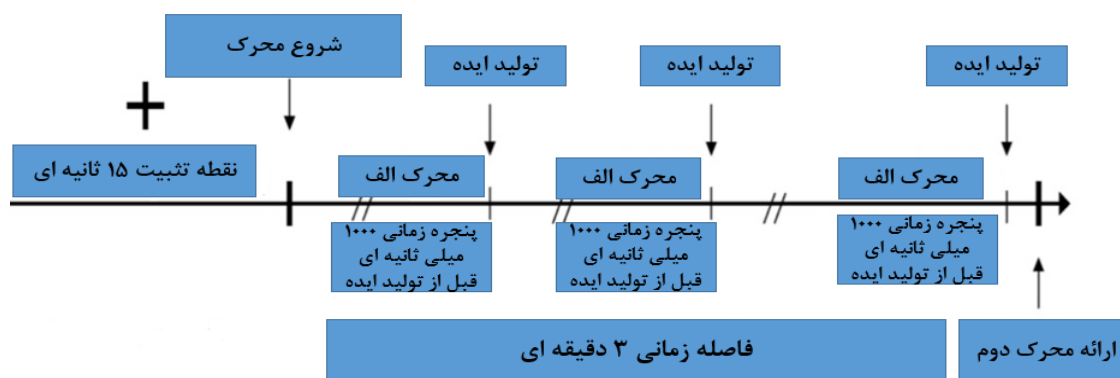 شروع محرک
تولید ایده
تولید ایده
تولید ایده
نقطه تثبیت ۱۵ ثانیه ای
محرک الف
محرک الف
محرک الف
پنجره زمانی ۱۰۰۰
میلی ثانیه ای
قبل از تولید ایده
پنجره زمانی ۱۰۰۰
میلی ثانیه ای
قبل از تولید ایده
پنجره زمانی ۱۰۰۰
میلی ثانیه ای
قبل از تولید ایده
فاصله زمانی ۳ دقیقه ای
ارائه محرک دوم